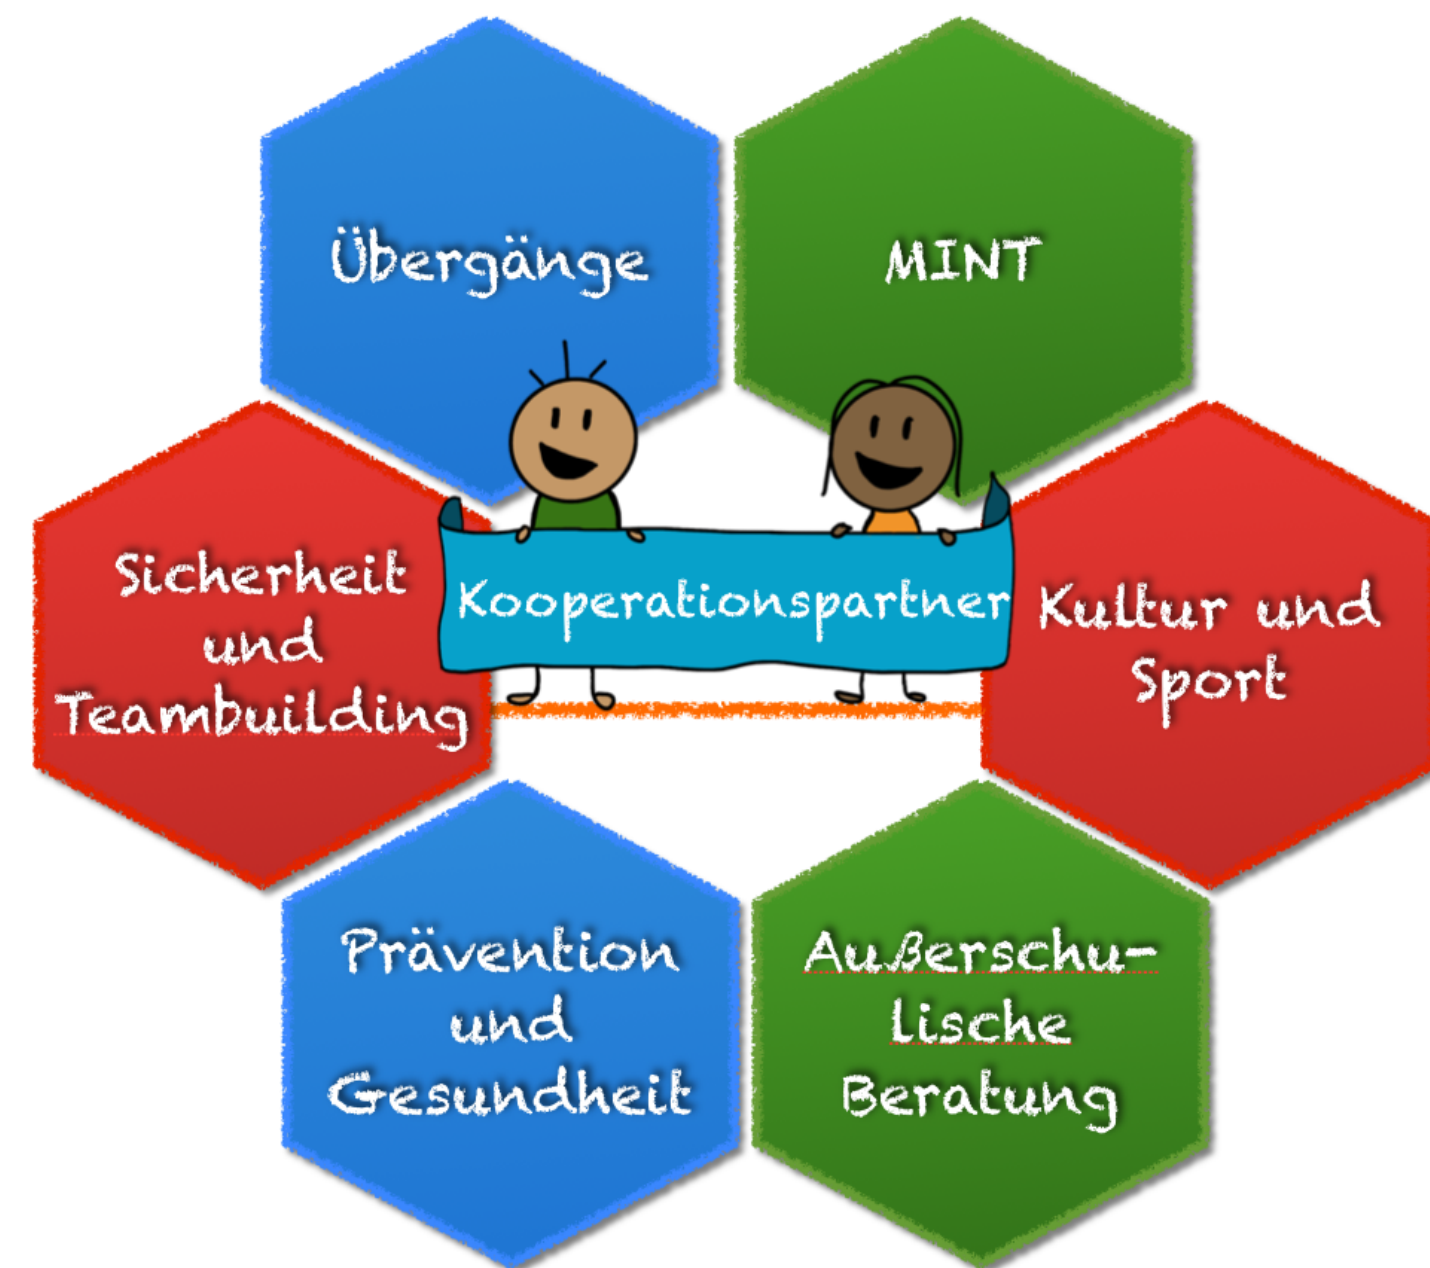 Übergänge
MINT
Sicherheit
und
Teambuilding
Kooperationspartner
Kultur und
Sport
Prävention
und
Gesundheit
Außerschu-
lische
Beratung